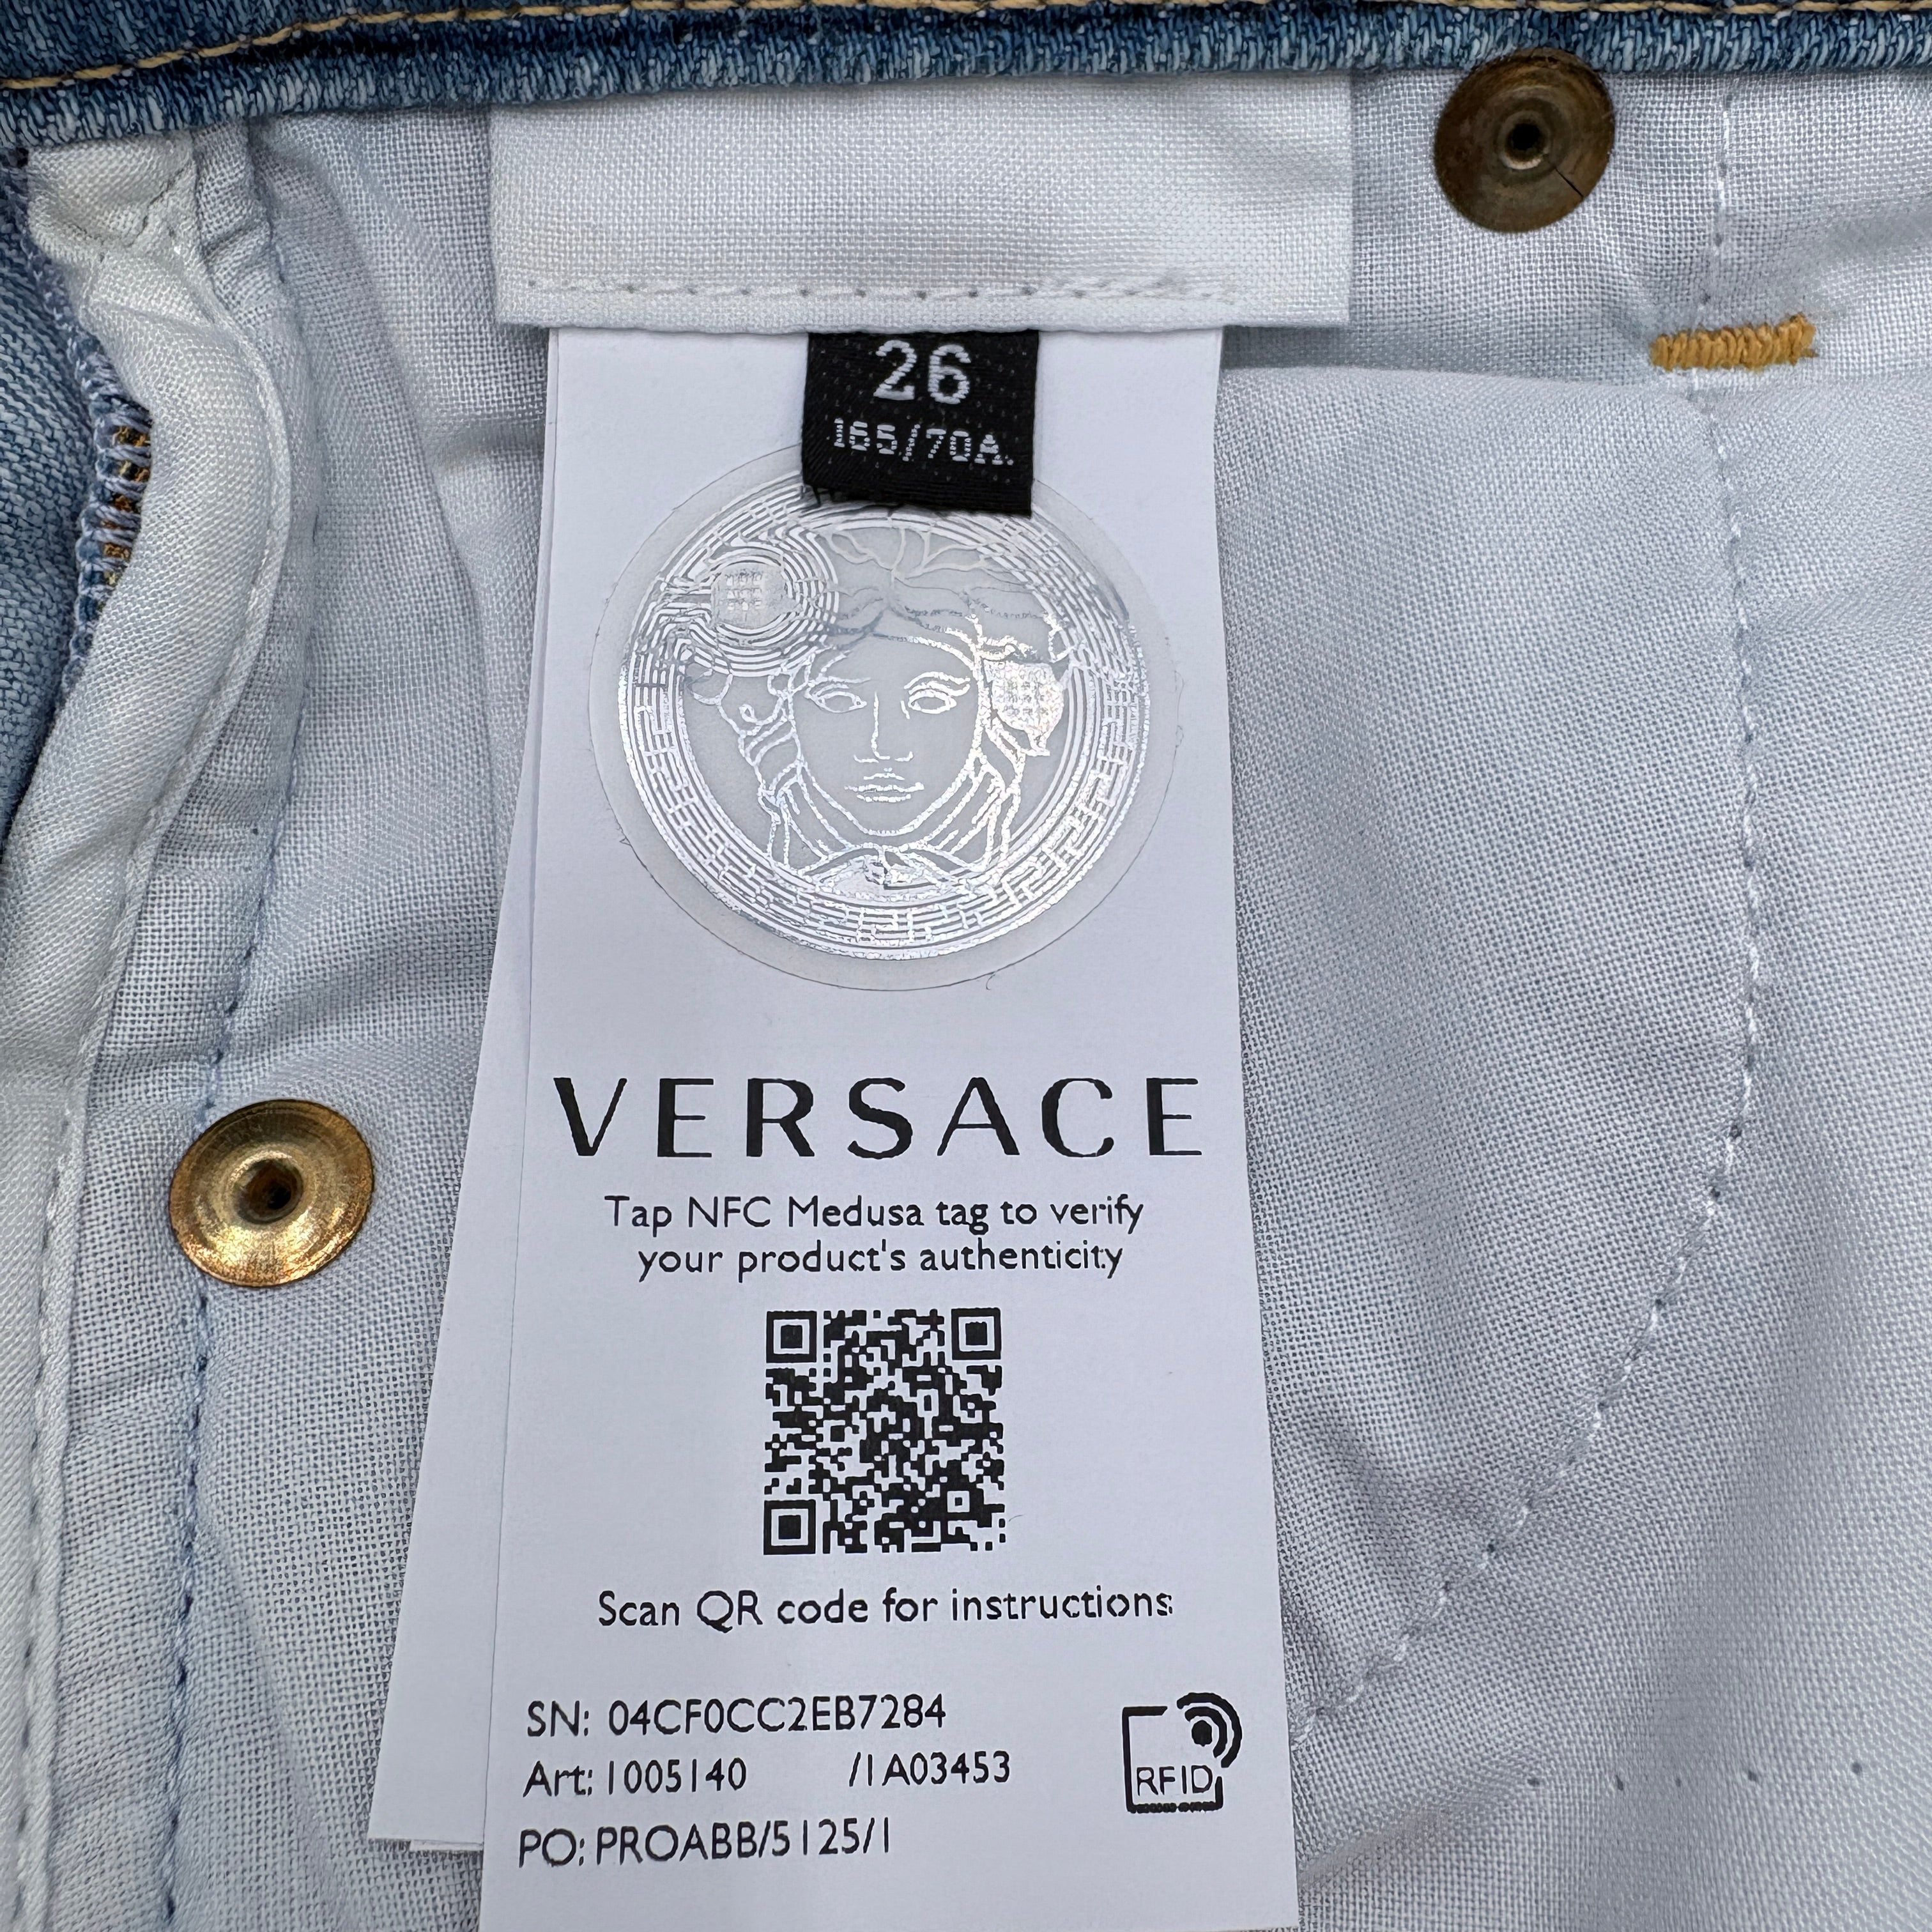 26
165/70A.
VERSACE
Tap NFC Medusa tag to verify
your product's authenticity
Scan QR code for instructions
SN: 04CF0CC2EB7284
Art: 1005140 /1A03453
RFID
PO: PROABB/5125/1